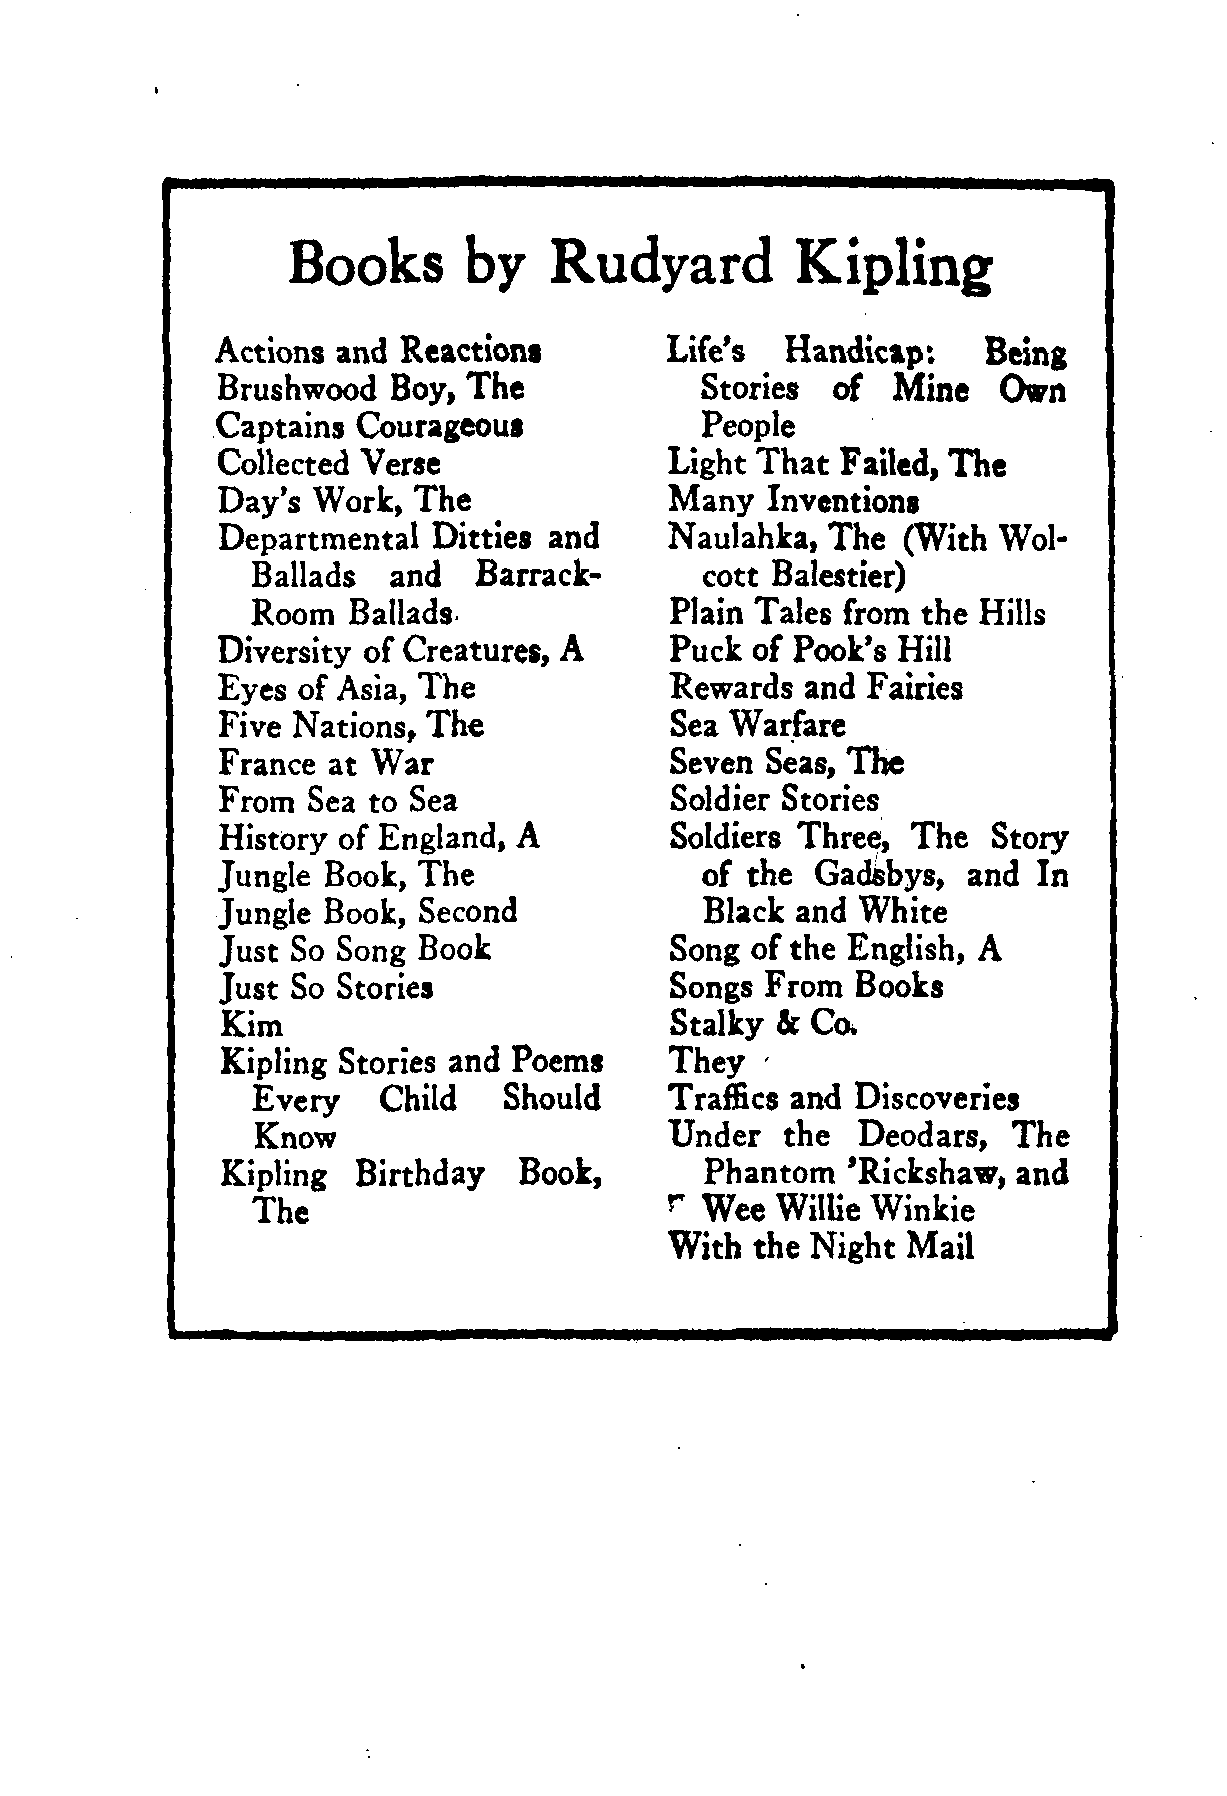 Books by Rudyard Kipling
Actions and Reactions
Brushwood Boy, The
Captains Courageous
Collected Verse
Day's Work, The
Departmental Ditties and
Ballads and Barrack-
Room Ballads
Diversity of Creatures, A
Eyes of Asia, The
Five Nations, The
France at War
From Sea to Sea
History of England, A
Jungle Book, The
Jungle Book, Second
Just So Song Book
Just So Stories
Kim
Kipling Stories and Poems
Every Child Should
Know
Kipling Birthday Book,
The
Life's Handicap: Being
Stories of Mine Own
People
Light That Failed, The
Many Inventions
Naulahka, The (With Wol-
cott Balestier)
Plain Tales from the Hills
Puck of Pook's Hill
Rewards and Fairies
Sea Warfare
Seven Seas, The
Soldier Stories
Soldiers Three, The Story
of the Gadsbys, and In
Black and White
Song of the English, A
Songs From Books
Stalky & Co.
They
Traffics and Discoveries
Under the Deodars, The
Phantom 'Rickshaw, and
Wee Willie Winkie
With the Night Mail